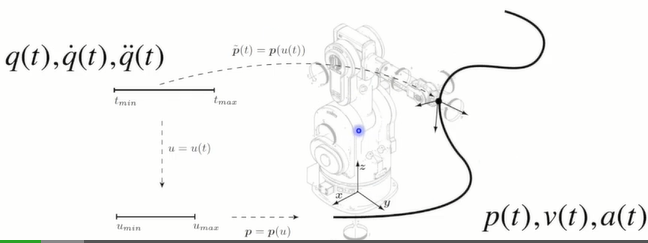 q(t), q̇(t), q̈(t)
p̃(t) = p(u(t))
t_min t_max
u = u(t)
z
x y
u_min u_max
p = p(u)
p(t), v(t), a(t)